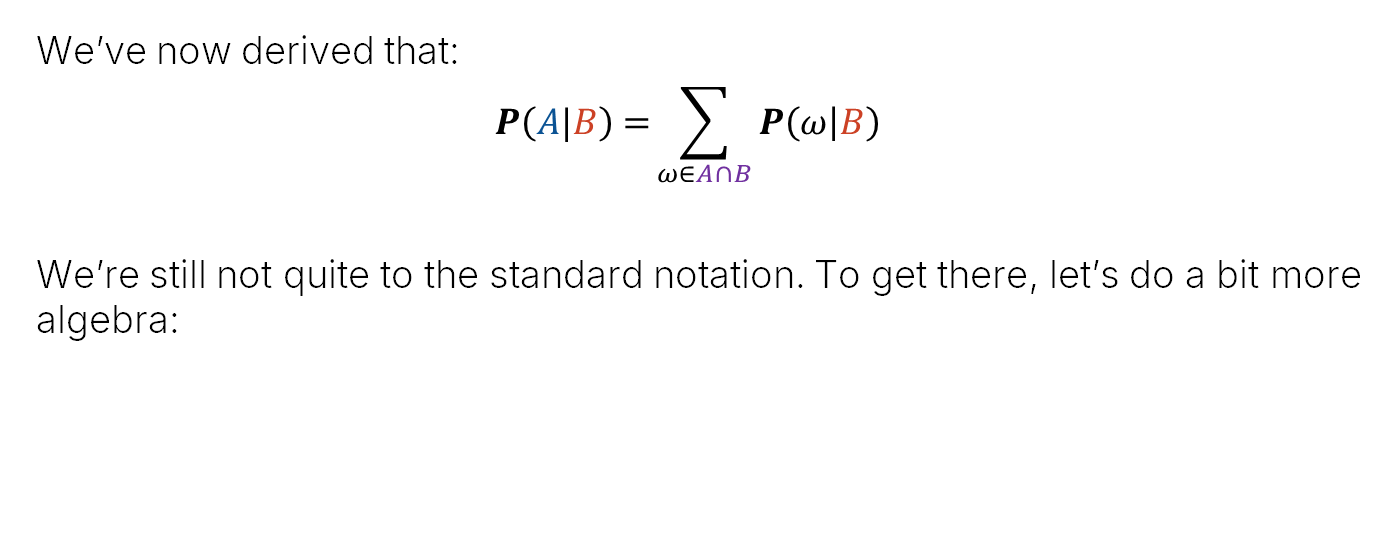 We've now derived that:
P(A|B) = ∑ P(ω|B)
ω∈A∩B
We're still not quite to the standard notation. To get there, let's do a bit more
algebra: